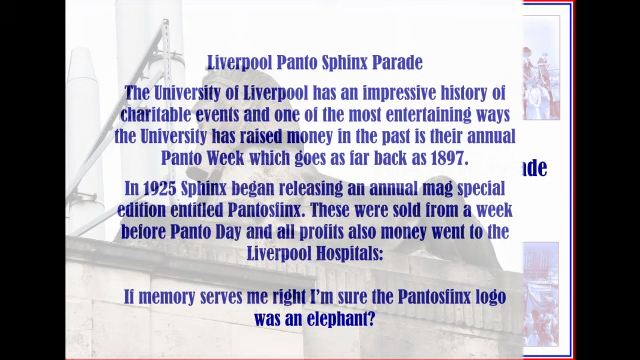 Liverpool Panto Sphinx Parade
The University of Liverpool has an impressive history of
charitable events and one of the most entertaining ways
the University has raised money in the past is their annual
Panto Week which goes as far back as 1897.
In 1925 Sphinx began releasing an annual mag special
edition entitled Pantosfinx. These were sold from a week
before Panto Day and all profits also money went to the
Liverpool Hospitals:
If memory serves me right I'm sure the Pantosfinx logo
was an elephant?